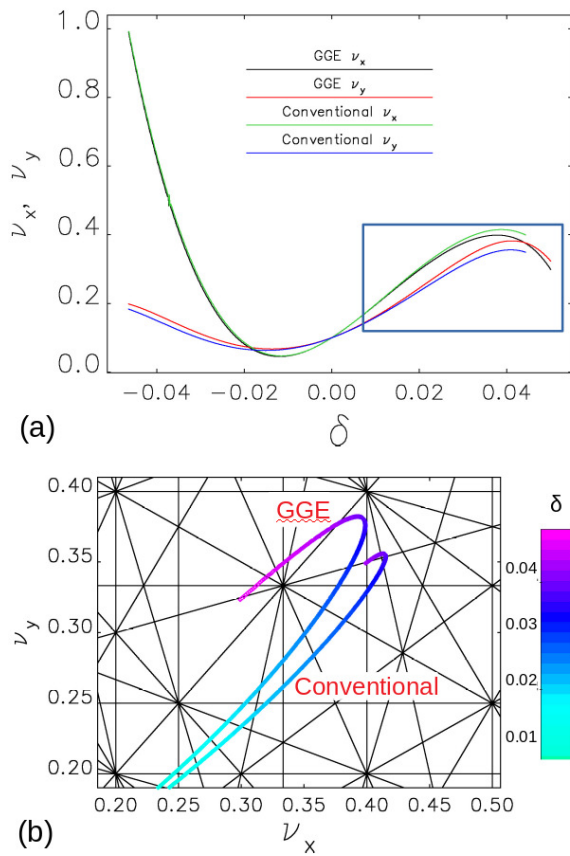 1.0
0.8
0.6
0.4
0.2
0.0
ν_x, ν_y
GGE ν_x
GGE ν_y
Conventional ν_x
Conventional ν_y
−0.04 −0.02 0.00 0.02 0.04
(a)
δ
0.40
0.35
0.30
0.25
0.20
ν_y
GGE
Conventional
δ
0.04
0.03
0.02
0.01
0.20 0.25 0.30 0.35 0.40 0.45 0.50
(b)
ν_x